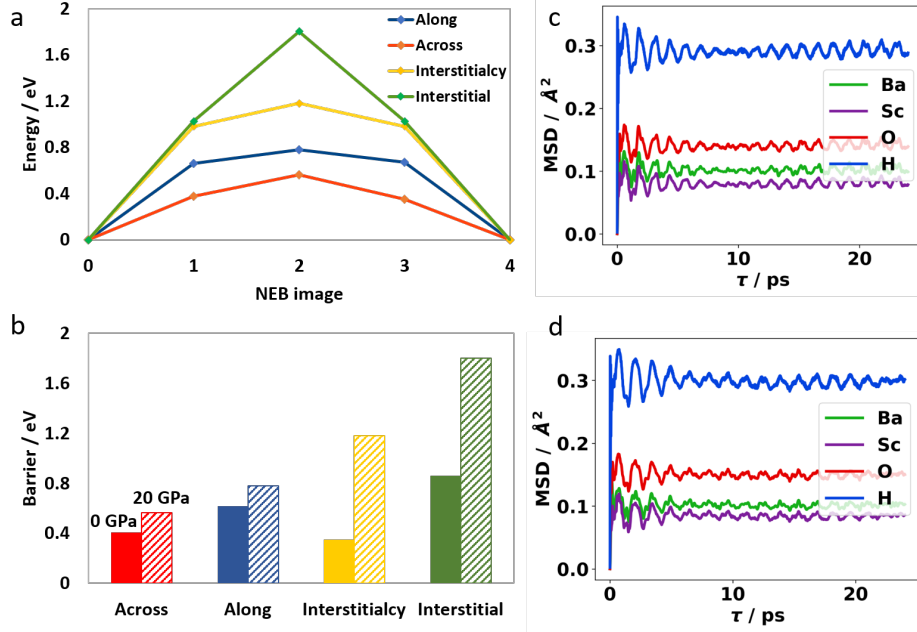 a
Energy / eV
2
1.6
1.2
0.8
0.4
0
0 1 2 3 4
NEB image
Along
Across
Interstitialcy
Interstitial
b
Barrier / eV
2
1.6
1.2
0.8
0.4
0
0 GPa
20 GPa
Across Along Interstitialcy Interstitial
c
MSD / Å²
0.3
0.2
0.1
0.0
0 10 20
τ / ps
Ba
Sc
O
H
d
MSD / Å²
0.3
0.2
0.1
0.0
0 10 20
τ / ps
Ba
Sc
O
H